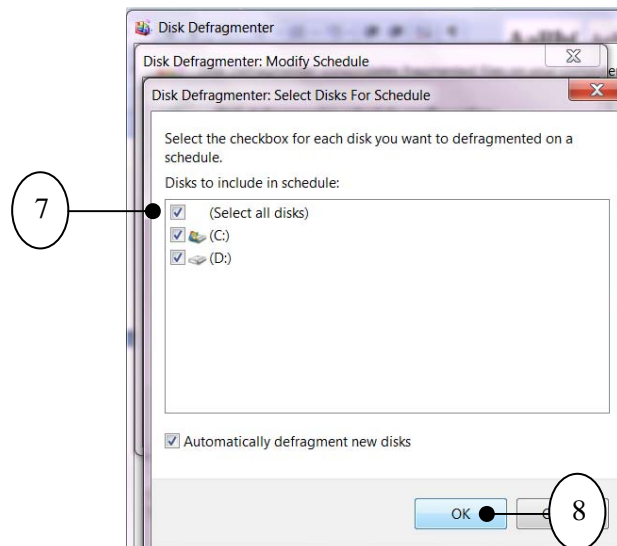 Disk Defragmenter
Disk Defragmenter: Modify Schedule
Disk Defragmenter: Select Disks For Schedule
Select the checkbox for each disk you want to defragmented on a
schedule.
Disks to include in schedule:
7
(Select all disks)
(C:)
(D:)
Automatically defragment new disks
OK
8